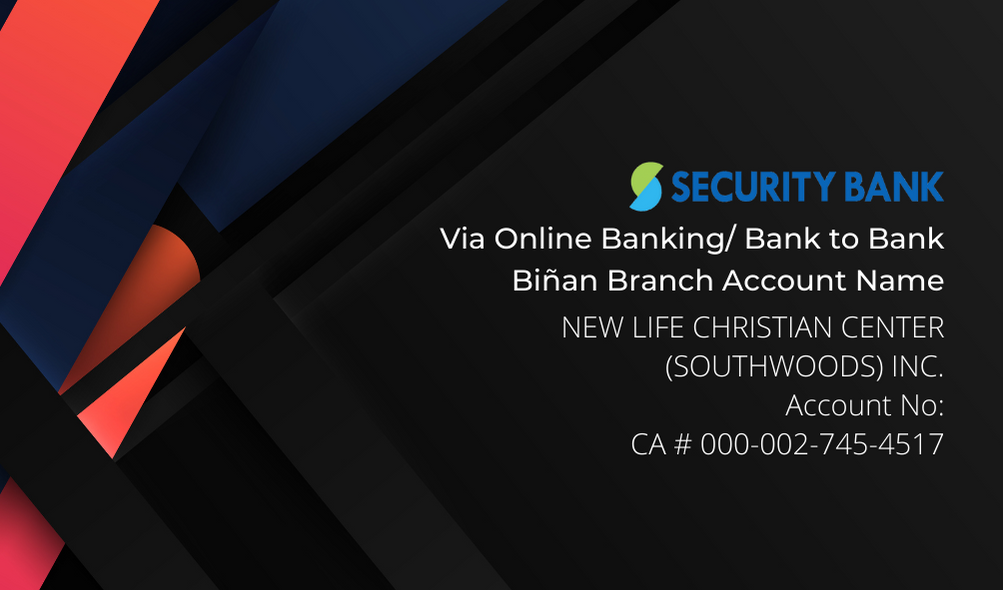 SECURITY BANK
Via Online Banking/ Bank to Bank
Biñan Branch Account Name
NEW LIFE CHRISTIAN CENTER
(SOUTHWOODS) INC.
Account No:
CA # 000-002-745-4517